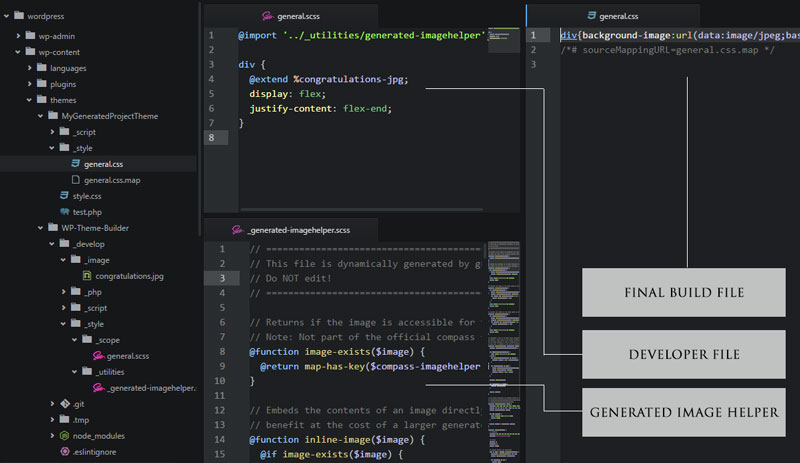 wordpress
wp-admin
wp-content
languages
plugins
themes
MyGeneratedProjectTheme
_script
_style
general.css
general.css.map
style.css
test.php
WP-Theme-Builder
_develop
_image
congratulations.jpg
_php
_script
_style
_scope
general.scss
_utilities
_generated-imagehelper.
.git
.tmp
node_modules
.eslintignore
general.scss
1 @import '../_utilities/generated-imagehelper'
2
3 div {
4 @extend %congratulations-jpg;
5 display: flex;
6 justify-content: flex-end;
7 }
8
_generated-imagehelper.scss
1 // =======================================
2 // This file is dynamically generated by g
3 // Do NOT edit!
4 // =======================================
5
6 // Returns if the image is accessible for
7 // Note: Not part of the official compass
8 @function image-exists($image) {
9 @return map-has-key($compass-imagehelper
10 }
11
12 // Embeds the contents of an image directly
13 // benefit at the cost of a larger generat
14 @function inline-image($image) {
15 @if image-exists($image) {
general.css
1 div{background-image:url(data:image/jpeg;bas
2 /*# sourceMappingURL=general.css.map */
3
FINAL BUILD FILE
DEVELOPER FILE
GENERATED IMAGE HELPER